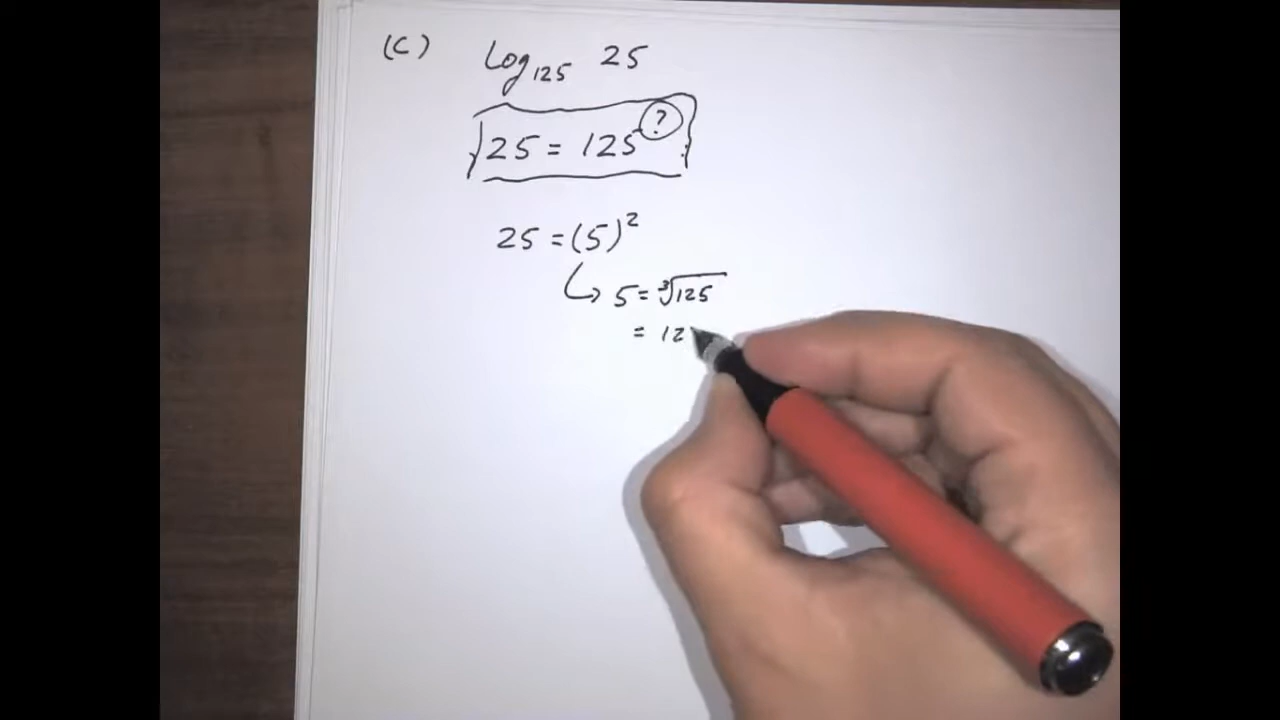 (C) log₁₂₅ 25
25 = 125^?
25 = (5)²
↳ 5 = ∛125
= 12